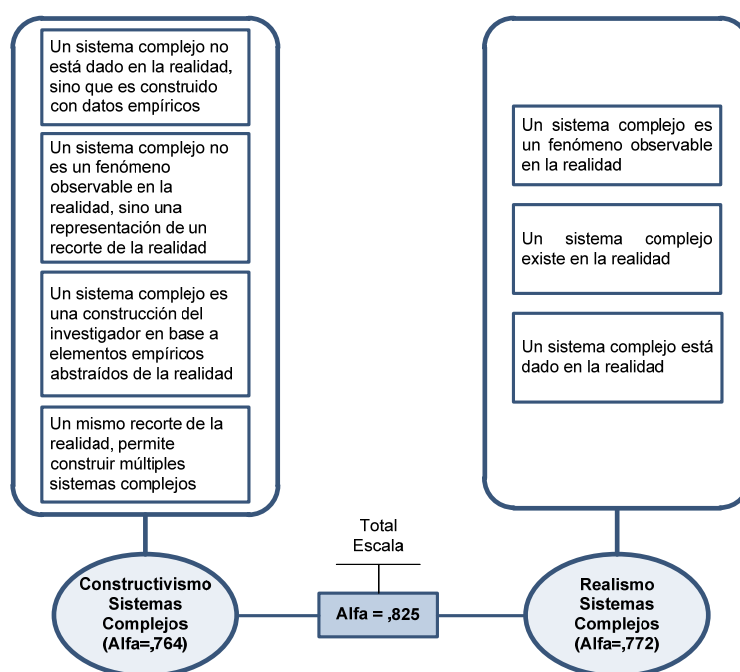 Un sistema complejo no
está dado en la realidad,
sino que es construido
con datos empíricos
Un sistema complejo no
es un fenómeno
observable en la
realidad, sino una
representación de un
recorte de la realidad
Un sistema complejo es
una construcción del
investigador en base a
elementos empíricos
abstraídos de la realidad
Un mismo recorte de la
realidad, permite
construir múltiples
sistemas complejos
Constructivismo
Sistemas
Complejos
(Alfa=,764)
Total
Escala
Alfa = ,825
Un sistema complejo es
un fenómeno observable
en la realidad
Un sistema complejo
existe en la realidad
Un sistema complejo está
dado en la realidad
Realismo
Sistemas
Complejos
(Alfa=,772)